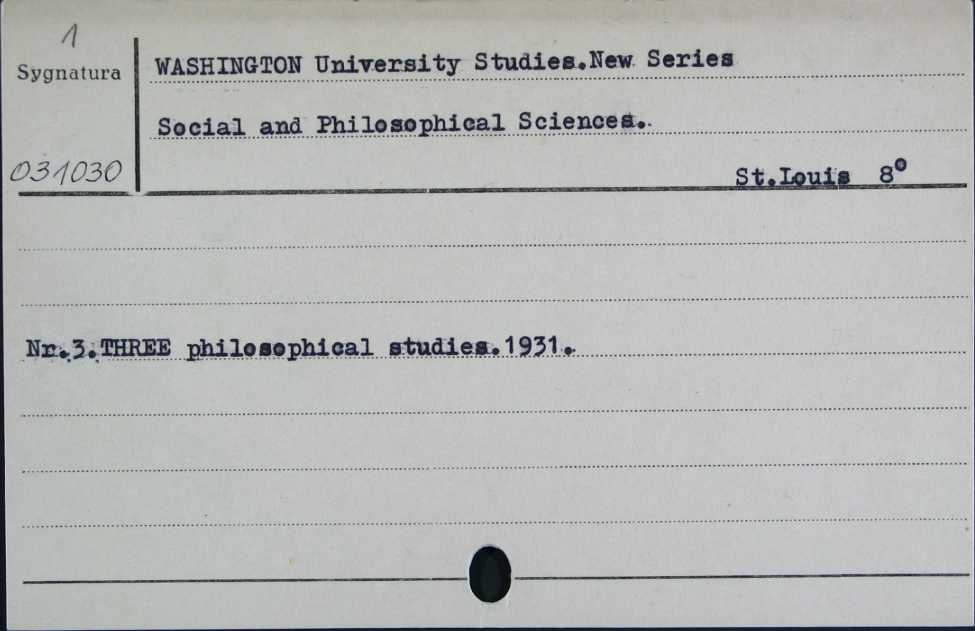 1
Sygnatura
WASHINGTON University Studies.New Series
Social and Philosophical Sciences.
031030
St.Louis 8°
Nr.3.THREE philosophical studies.1931.